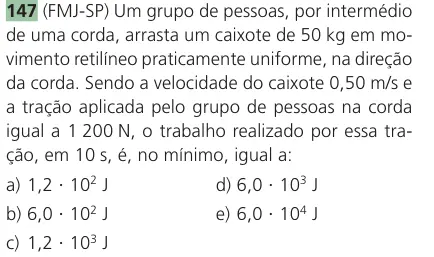 147 (FMJ-SP) Um grupo de pessoas, por intermédio
de uma corda, arrasta um caixote de 50 kg em mo-
vimento retilíneo praticamente uniforme, na direção
da corda. Sendo a velocidade do caixote 0,50 m/s e
a tração aplicada pelo grupo de pessoas na corda
igual a 1 200 N, o trabalho realizado por essa tra-
ção, em 10 s, é, no mínimo, igual a:
a) 1,2 · 10² J
b) 6,0 · 10² J
c) 1,2 · 10³ J
d) 6,0 · 10³ J
e) 6,0 · 10⁴ J